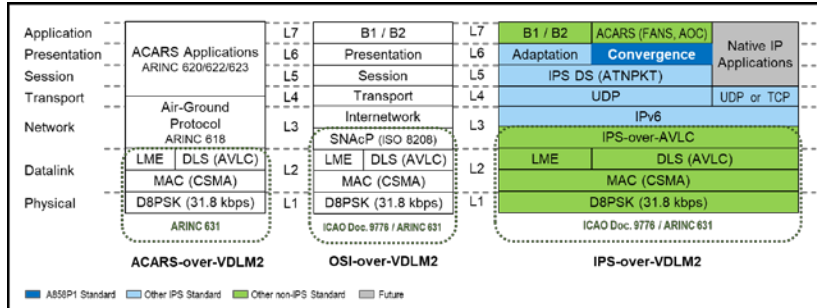 Application L7 B1 / B2 L7 B1 / B2 ACARS (FANS, AOC) Native IP Applications
Presentation ACARS Applications ARINC 620/622/623 L6 Presentation L6 Adaptation Convergence
Session L5 Session L5 IPS DS (ATNPKT)
Transport L4 Transport L4 UDP UDP or TCP
Network Air-Ground Protocol ARINC 618 L3 Internetwork L3 IPv6
SNAcP (ISO 8208) IPS-over-AVLC
Datalink LME DLS (AVLC) L2 LME DLS (AVLC) L2 LME DLS (AVLC)
MAC (CSMA) MAC (CSMA) MAC (CSMA)
Physical D8PSK (31.8 kbps) L1 D8PSK (31.8 kbps) L1 D8PSK (31.8 kbps)
ARINC 631 ICAO Doc. 9776 / ARINC 631 ICAO Doc. 9776 / ARINC 631
ACARS-over-VDLM2 OSI-over-VDLM2 IPS-over-VDLM2
A858P1 Standard Other IPS Standard Other non-IPS Standard Future